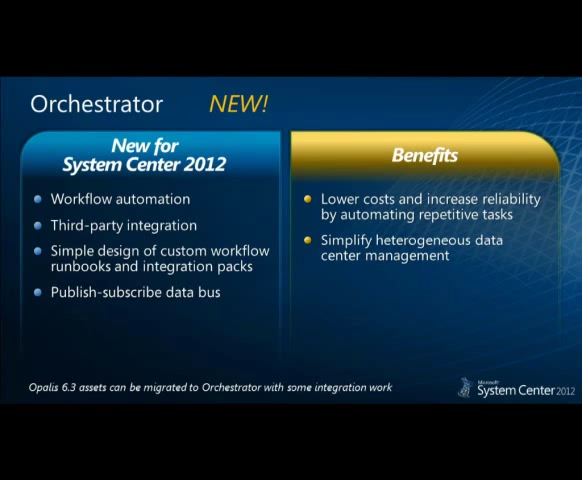 Orchestrator NEW!
New for
System Center 2012
Workflow automation
Third-party integration
Simple design of custom workflow
runbooks and integration packs
Publish-subscribe data bus
Benefits
Lower costs and increase reliability
by automating repetitive tasks
Simplify heterogeneous data
center management
Opalis 6.3 assets can be migrated to Orchestrator with some integration work
Microsoft
System Center 2012